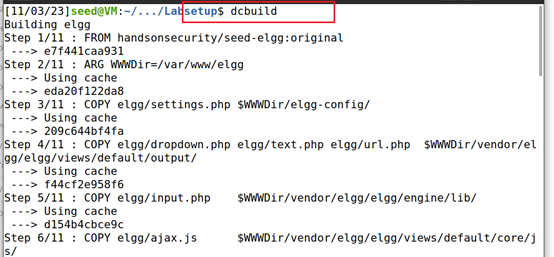 [11/03/23]seed@VM:~/.../Labsetup$ dcbuild
Building elgg
Step 1/11 : FROM handsonsecurity/seed-elgg:original
 ---> e7f441caa931
Step 2/11 : ARG WWWDir=/var/www/elgg
 ---> Using cache
 ---> eda20f122da8
Step 3/11 : COPY elgg/settings.php $WWWDir/elgg-config/
 ---> Using cache
 ---> 209c644bf4fa
Step 4/11 : COPY elgg/dropdown.php elgg/text.php elgg/url.php  $WWWDir/vendor/el
gg/elgg/views/default/output/
 ---> Using cache
 ---> f44cf2e958f6
Step 5/11 : COPY elgg/input.php    $WWWDir/vendor/elgg/elgg/engine/lib/
 ---> Using cache
 ---> d154b4cbce9c
Step 6/11 : COPY elgg/ajax.js      $WWWDir/vendor/elgg/elgg/views/default/core/j
s/